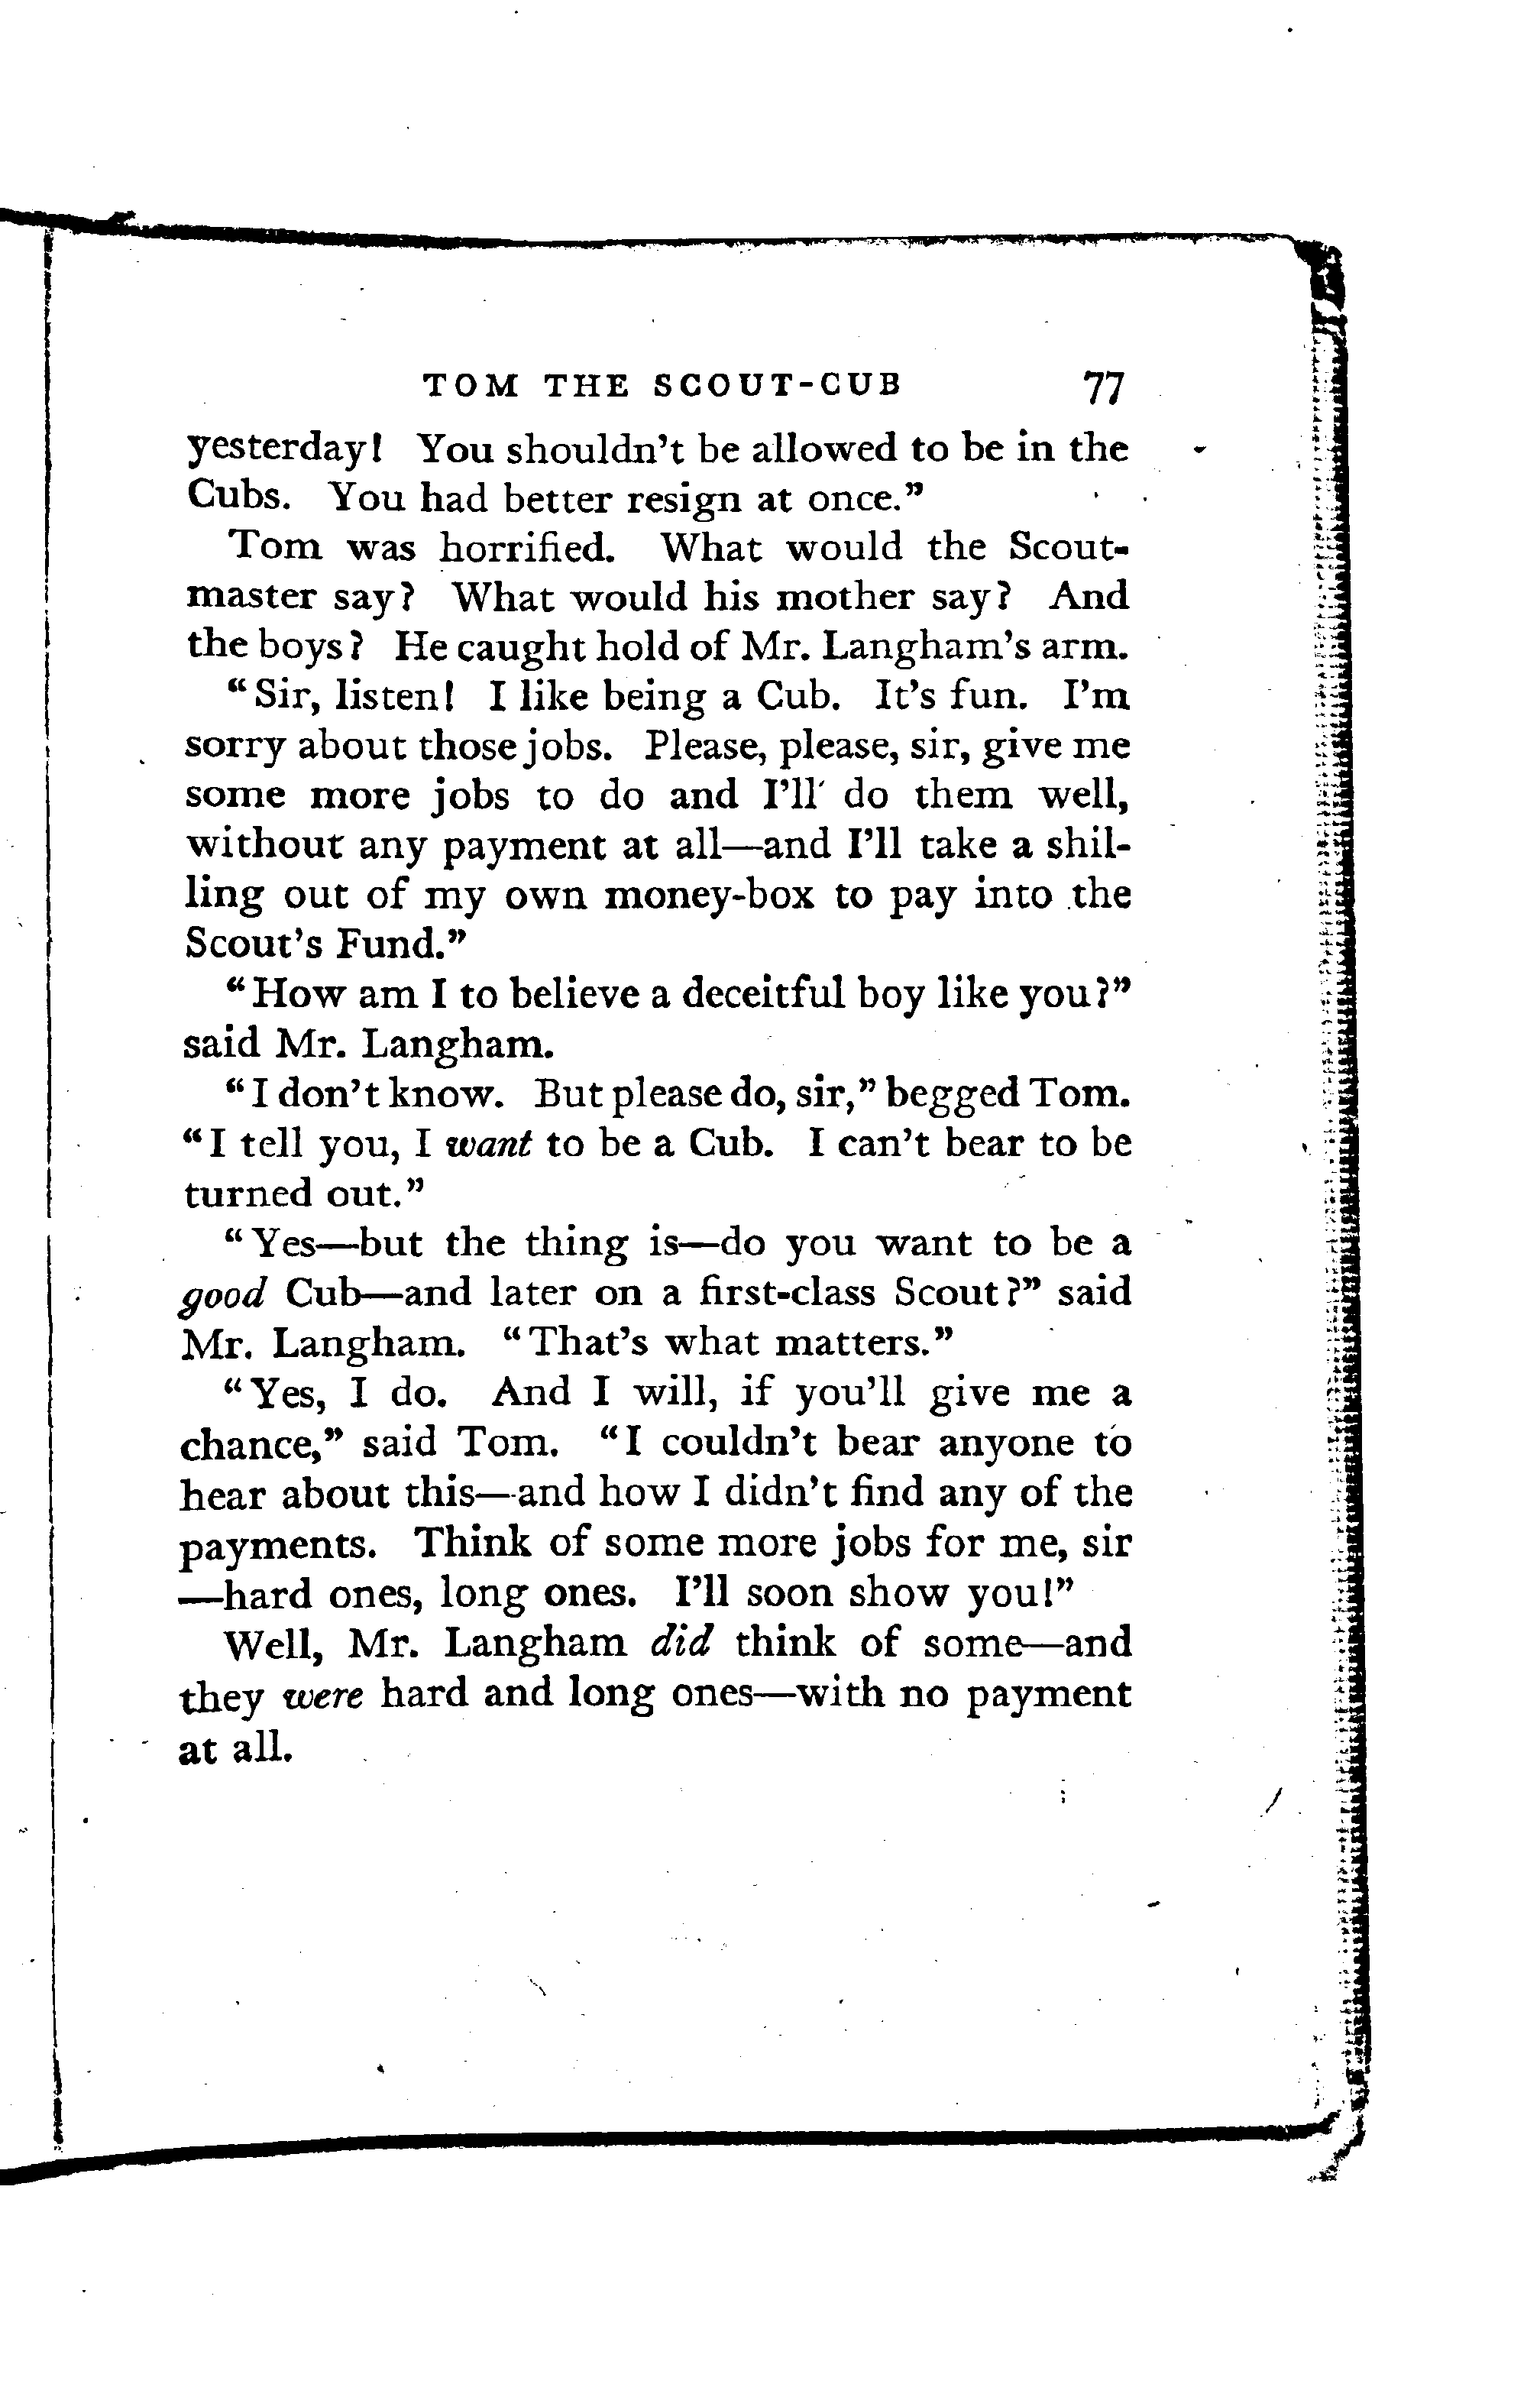 TOM THE SCOUT-CUB 77
yesterday! You shouldn't be allowed to be in the
Cubs. You had better resign at once."
Tom was horrified. What would the Scout-
master say? What would his mother say? And
the boys? He caught hold of Mr. Langham's arm.
"Sir, listen! I like being a Cub. It's fun. I'm
sorry about those jobs. Please, please, sir, give me
some more jobs to do and I'll do them well,
without any payment at all—and I'll take a shil-
ling out of my own money-box to pay into the
Scout's Fund."
"How am I to believe a deceitful boy like you?"
said Mr. Langham.
"I don't know. But please do, sir," begged Tom.
"I tell you, I want to be a Cub. I can't bear to be
turned out."
"Yes—but the thing is—do you want to be a
good Cub—and later on a first-class Scout?" said
Mr. Langham. "That's what matters."
"Yes, I do. And I will, if you'll give me a
chance," said Tom. "I couldn't bear anyone to
hear about this—and how I didn't find any of the
payments. Think of some more jobs for me, sir
—hard ones, long ones. I'll soon show you!"
Well, Mr. Langham did think of some—and
they were hard and long ones—with no payment
at all.